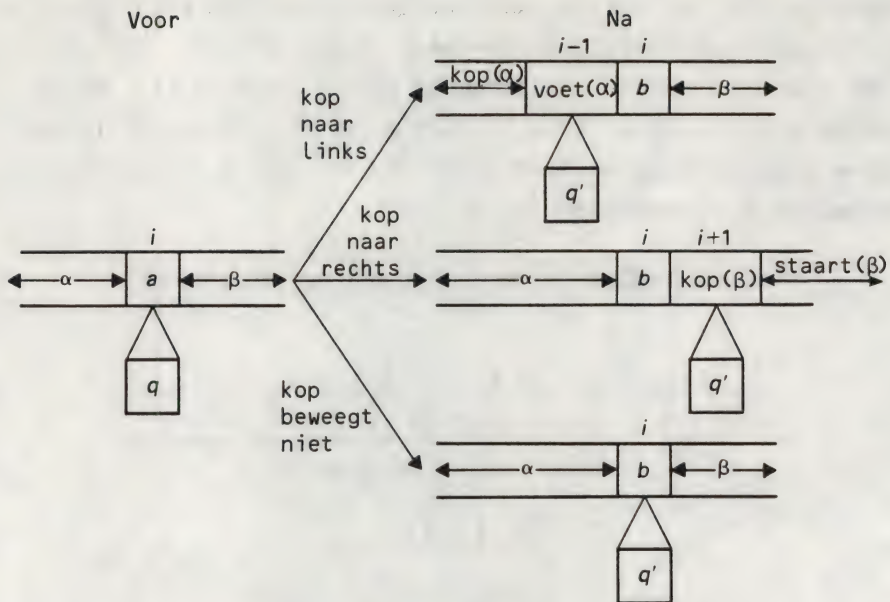 Voor
Na
i–1 i
kop(α) voet(α) b β
kop
naar
links
q'
kop
naar
rechts
i
α a β
q
i i+1
α b kop(β) staart(β)
q'
kop
beweegt
niet
i
α b β
q'